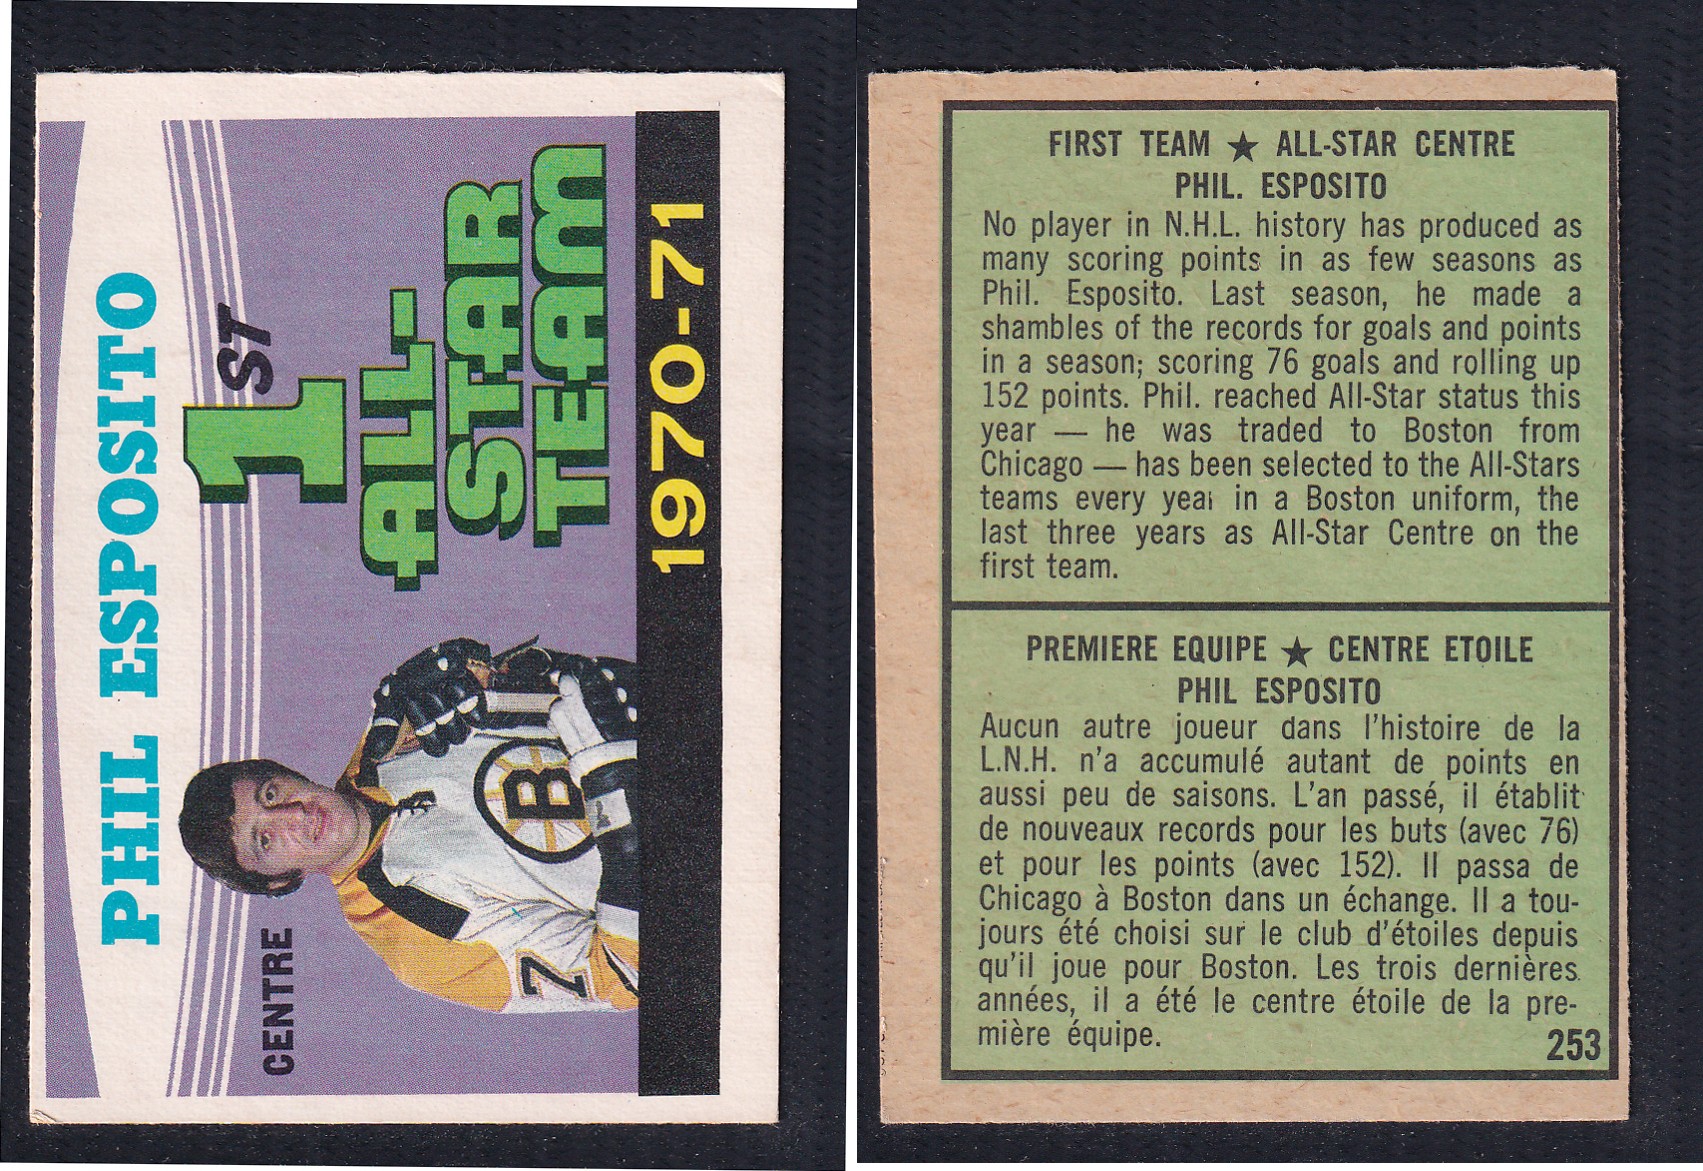 PHIL ESPOSITO
1ST
ALL-
STAR
TEAM
1970-71
CENTRE
B
7
FIRST TEAM ★ ALL-STAR CENTRE
PHIL. ESPOSITO
No player in N.H.L. history has produced as
many scoring points in as few seasons as
Phil. Esposito. Last season, he made a
shambles of the records for goals and points
in a season; scoring 76 goals and rolling up
152 points. Phil. reached All-Star status this
year — he was traded to Boston from
Chicago — has been selected to the All-Stars
teams every year in a Boston uniform, the
last three years as All-Star Centre on the
first team.
PREMIERE EQUIPE ★ CENTRE ETOILE
PHIL ESPOSITO
Aucun autre joueur dans l'histoire de la
L.N.H. n'a accumulé autant de points en
aussi peu de saisons. L'an passé, il établit
de nouveaux records pour les buts (avec 76)
et pour les points (avec 152). Il passa de
Chicago à Boston dans un échange. Il a tou-
jours été choisi sur le club d'étoiles depuis
qu'il joue pour Boston. Les trois dernières
années, il a été le centre étoile de la pre-
mière équipe.
253